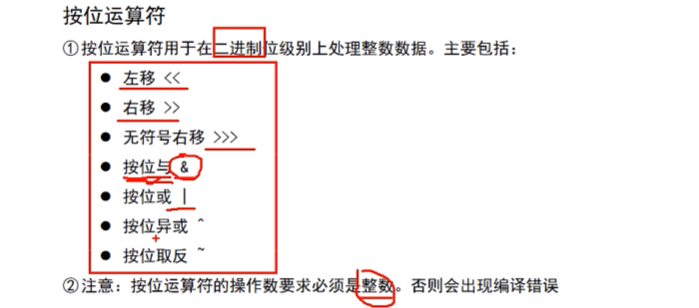 按位运算符
①按位运算符用于在二进制位级别上处理整数数据。主要包括:
● 左移 <<
● 右移 >>
● 无符号右移 >>>
● 按位与 &
● 按位或 |
● 按位异或 ^
● 按位取反 ~
②注意: 按位运算符的操作数要求必须是整数。否则会出现编译错误